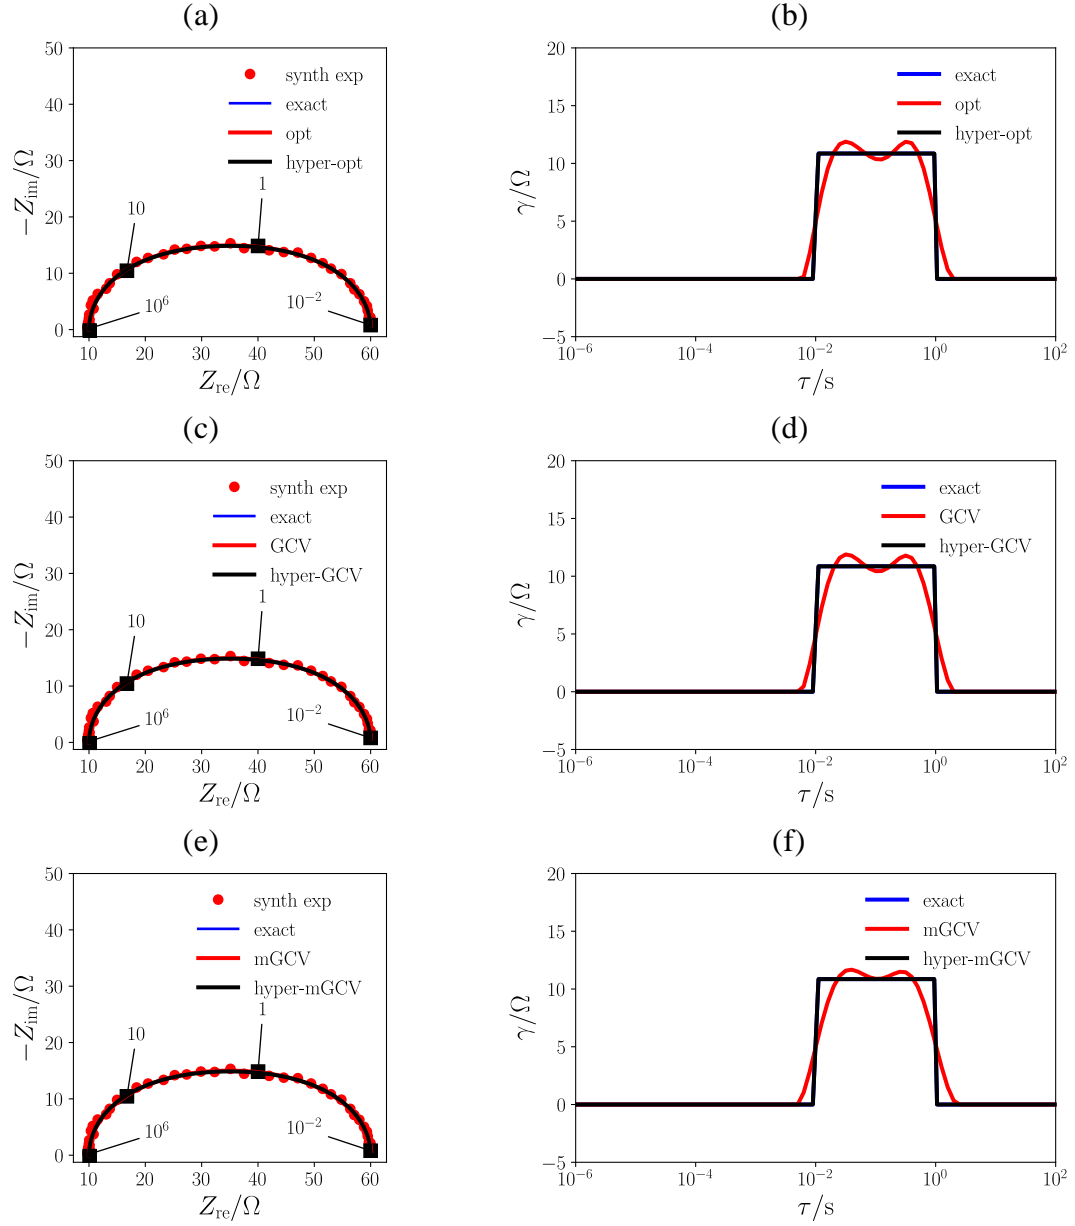 (a)
50
40
30
20
10
0
10 20 30 40 50 60
−Z_im/Ω
Z_re/Ω
synth exp
exact
opt
hyper-opt
1
10
10^6
10^−2
(b)
20
15
10
5
0
−5
10^−6 10^−4 10^−2 10^0 10^2
γ/Ω
τ/s
exact
opt
hyper-opt
(c)
50
40
30
20
10
0
10 20 30 40 50 60
−Z_im/Ω
Z_re/Ω
synth exp
exact
GCV
hyper-GCV
1
10
10^6
10^−2
(d)
20
15
10
5
0
−5
10^−6 10^−4 10^−2 10^0 10^2
γ/Ω
τ/s
exact
GCV
hyper-GCV
(e)
50
40
30
20
10
0
10 20 30 40 50 60
−Z_im/Ω
Z_re/Ω
synth exp
exact
mGCV
hyper-mGCV
1
10
10^6
10^−2
(f)
20
15
10
5
0
−5
10^−6 10^−4 10^−2 10^0 10^2
γ/Ω
τ/s
exact
mGCV
hyper-mGCV